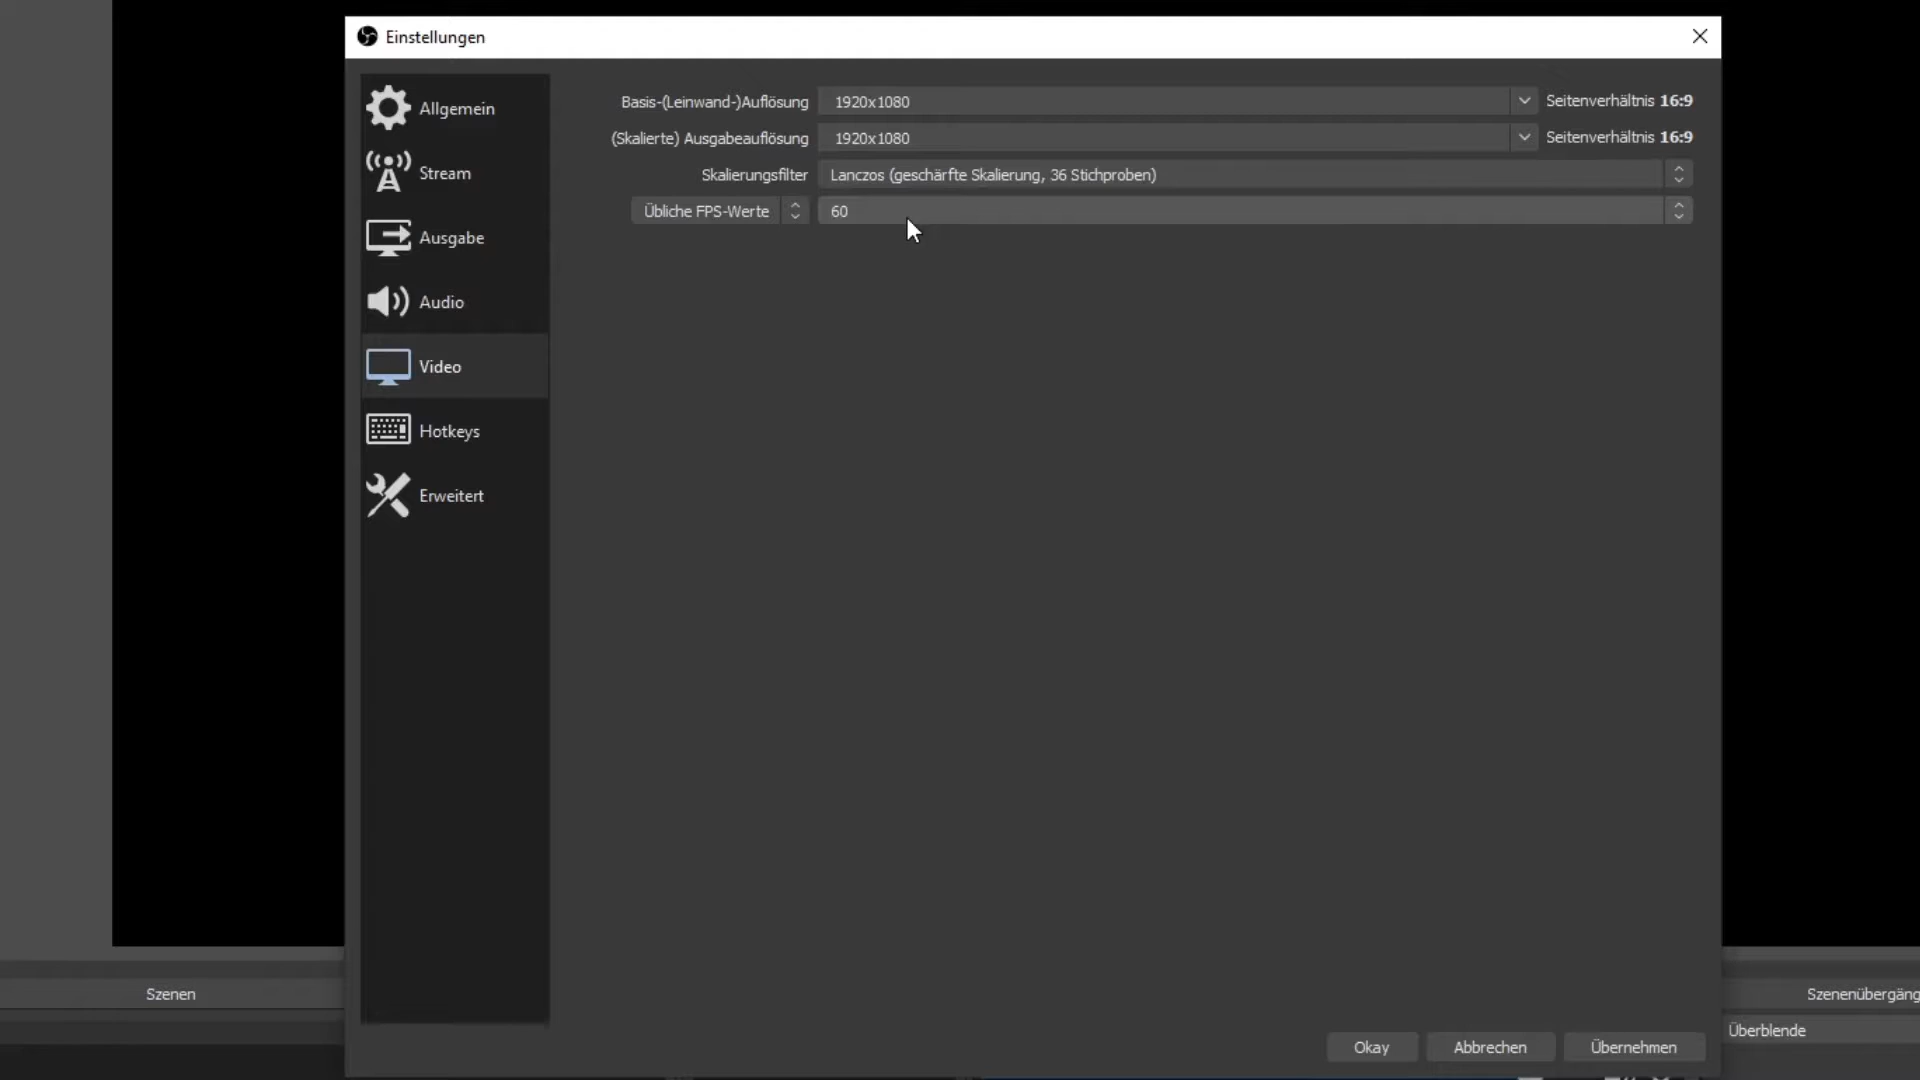 Einstellungen
Allgemein
Stream
Ausgabe
Audio
Video
Hotkeys
Erweitert
Basis-(Leinwand-)Auflösung 1920x1080 Seitenverhältnis 16:9
(Skalierte) Ausgabeauflösung 1920x1080 Seitenverhältnis 16:9
Skalierungsfilter Lanczos (geschärfte Skalierung, 36 Stichproben)
Übliche FPS-Werte 60
Szenen
Szenenübergäng
Überblende
Okay Abbrechen Übernehmen